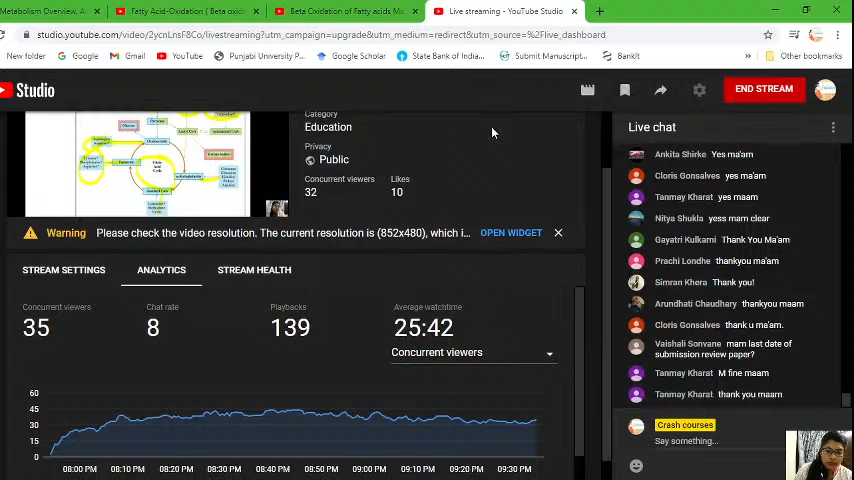 Metabolism Overview, A
Fatty Acid-Oxidation ( Beta oxid
Beta Oxidation of Fatty acids M
Live streaming - YouTube Studio
studio.youtube.com/video/2ycnLnsF8Co/livestreaming?utm_campaign=upgrade&utm_medium=redirect&utm_source=%2Flive_dashboard
New folder
Google
Gmail
YouTube
Punjabi University P...
Google Scholar
State Bank of India...
Submit Manuscript...
BankIt
Other bookmarks
Studio
END STREAM
Category
Education
Privacy
Public
Concurrent viewers
Likes
32
10
Citric
Acid
Cycle
Warning Please check the video resolution. The current resolution is (852x480), which i...
OPEN WIDGET
STREAM SETTINGS
ANALYTICS
STREAM HEALTH
Concurrent viewers
Chat rate
Playbacks
Average watchtime
35
8
139
25:42
Concurrent viewers
60
45
30
15
0
08:00 PM 08:10 PM 08:20 PM 08:30 PM 08:40 PM 08:50 PM 09:00 PM 09:10 PM 09:20 PM 09:30 PM
Live chat
Ankita Shirke Yes ma'am
Cloris Gonsalves yes ma'am
Tanmay Kharat yes maam
Nitya Shukla yess mam clear
Gayatri Kulkarni Thank You Ma'am
Prachi Londhe thankyou ma'am
Simran Khera Thank you!
Arundhati Chaudhary thankyou maam
Cloris Gonsalves thank u ma'am.
Vaishali Sonvane mam last date of
submission review paper?
Tanmay Kharat M fine maam
Tanmay Kharat thank you maam
Crash courses
Say something...